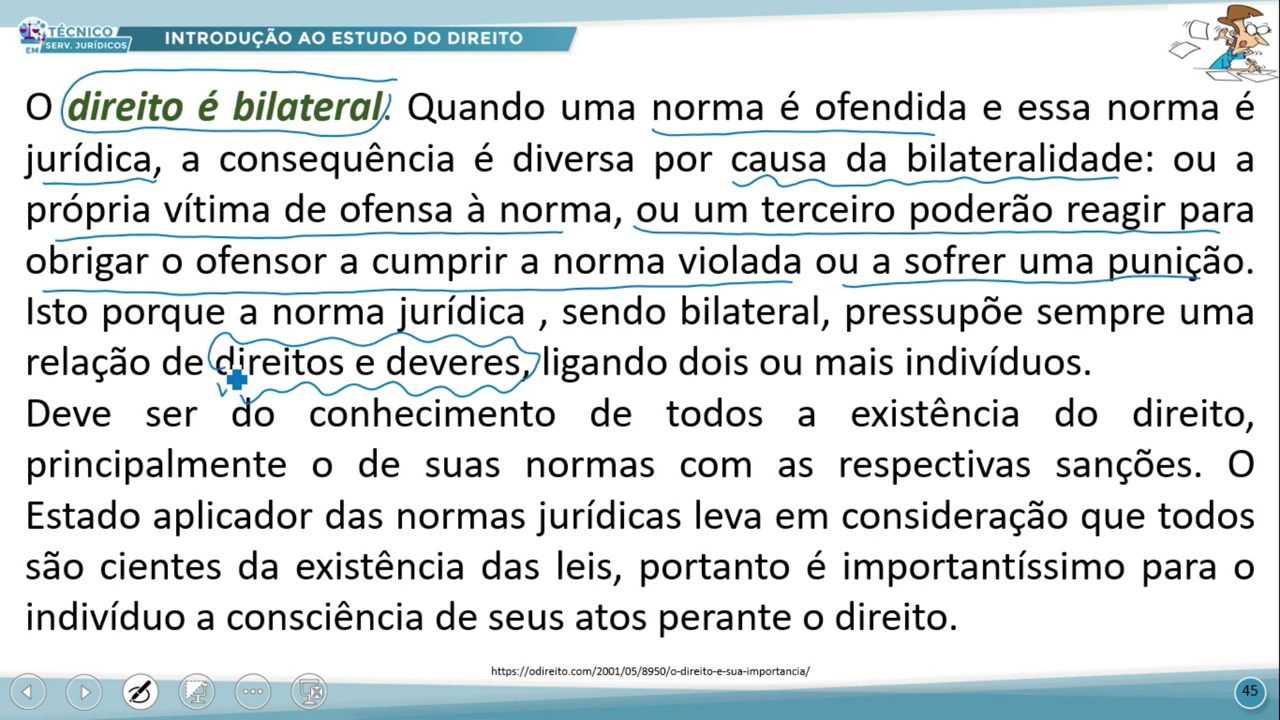 TÉCNICO
EM SERV. JURÍDICOS
INTRODUÇÃO AO ESTUDO DO DIREITO
O direito é bilateral. Quando uma norma é ofendida e essa norma é
jurídica, a consequência é diversa por causa da bilateralidade: ou a
própria vítima de ofensa à norma, ou um terceiro poderão reagir para
obrigar o ofensor a cumprir a norma violada ou a sofrer uma punição.
Isto porque a norma jurídica , sendo bilateral, pressupõe sempre uma
relação de direitos e deveres, ligando dois ou mais indivíduos.
Deve ser do conhecimento de todos a existência do direito,
principalmente o de suas normas com as respectivas sanções. O
Estado aplicador das normas jurídicas leva em consideração que todos
são cientes da existência das leis, portanto é importantíssimo para o
indivíduo a consciência de seus atos perante o direito.
https://odireito.com/2001/05/8950/o-direito-e-sua-importancia/
45